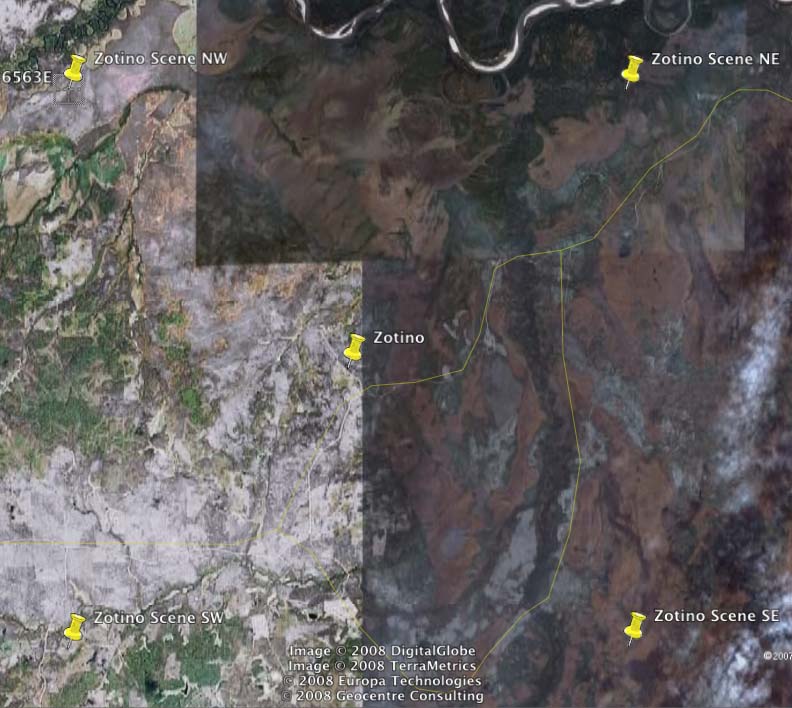 Zotino Scene NW
Zotino Scene NE
6563E
Zotino
Zotino Scene SW
Zotino Scene SE
Image © 2008 DigitalGlobe
Image © 2008 TerraMetrics
© 2008 Europa Technologies
© 2008 Geocentre Consulting
©2007